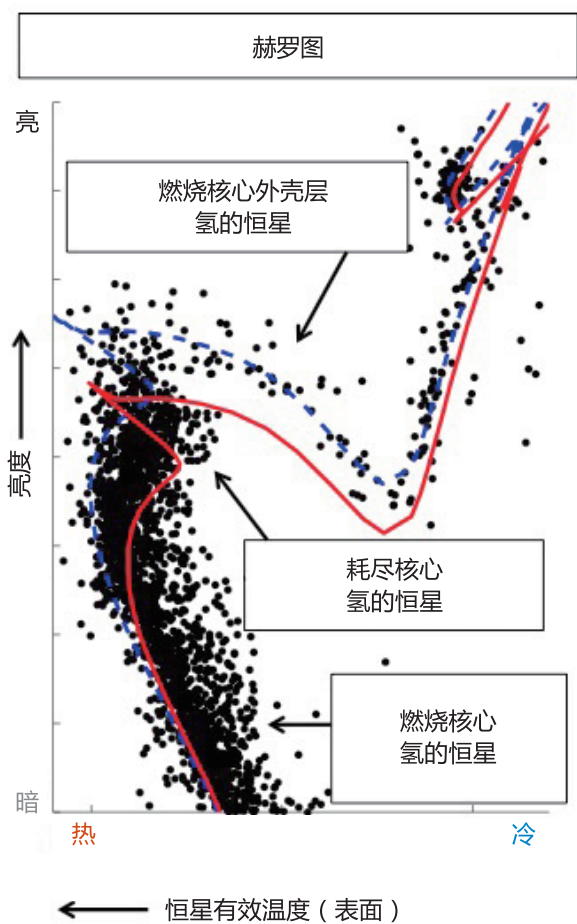 赫罗图
亮
燃烧核心外壳层
氢的恒星
亮度
耗尽核心
氢的恒星
燃烧核心
氢的恒星
暗
热
冷
恒星有效温度（表面）